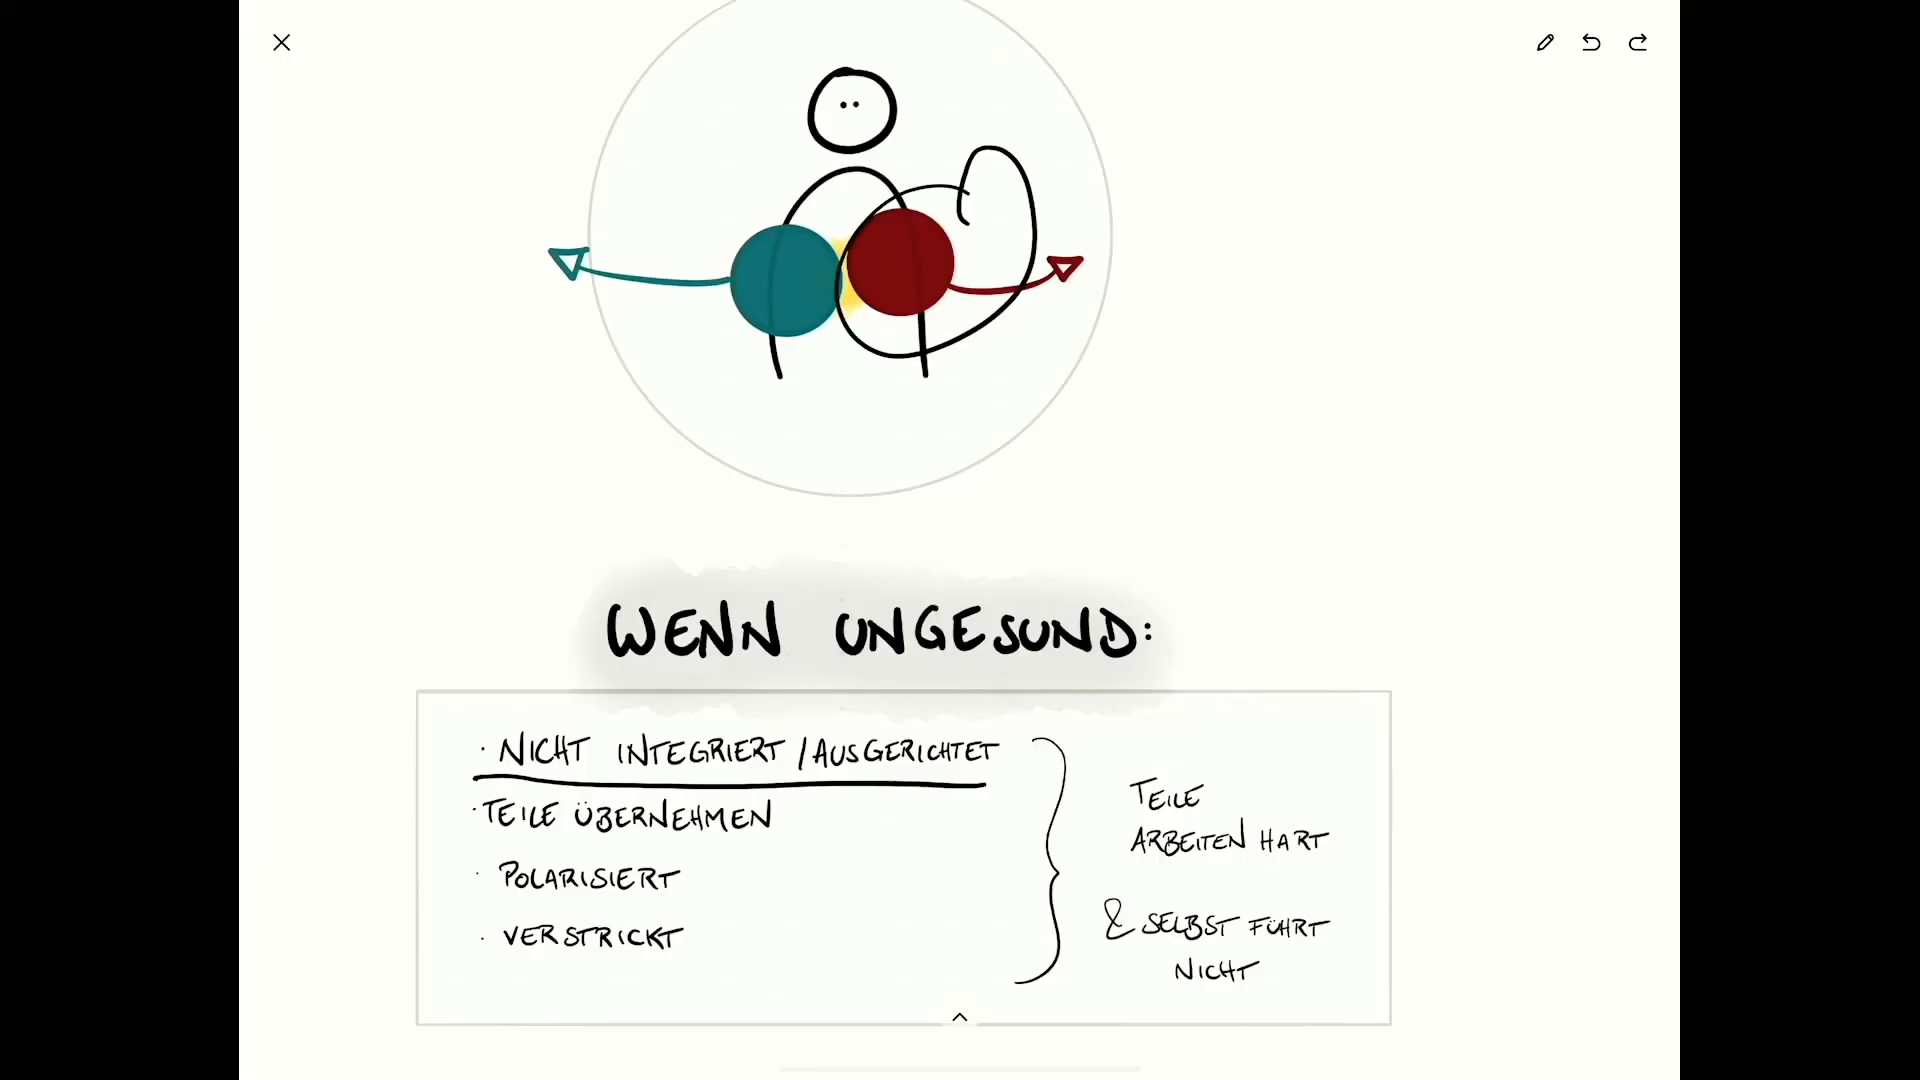 WENN UNGESUND:
· NICHT INTEGRIERT / AUSGERICHTET
· TEILE ÜBERNEHMEN
· POLARISIERT
· VERSTRICKT
TEILE
ARBEITEN HART
& SELBST FÜHRT
NICHT